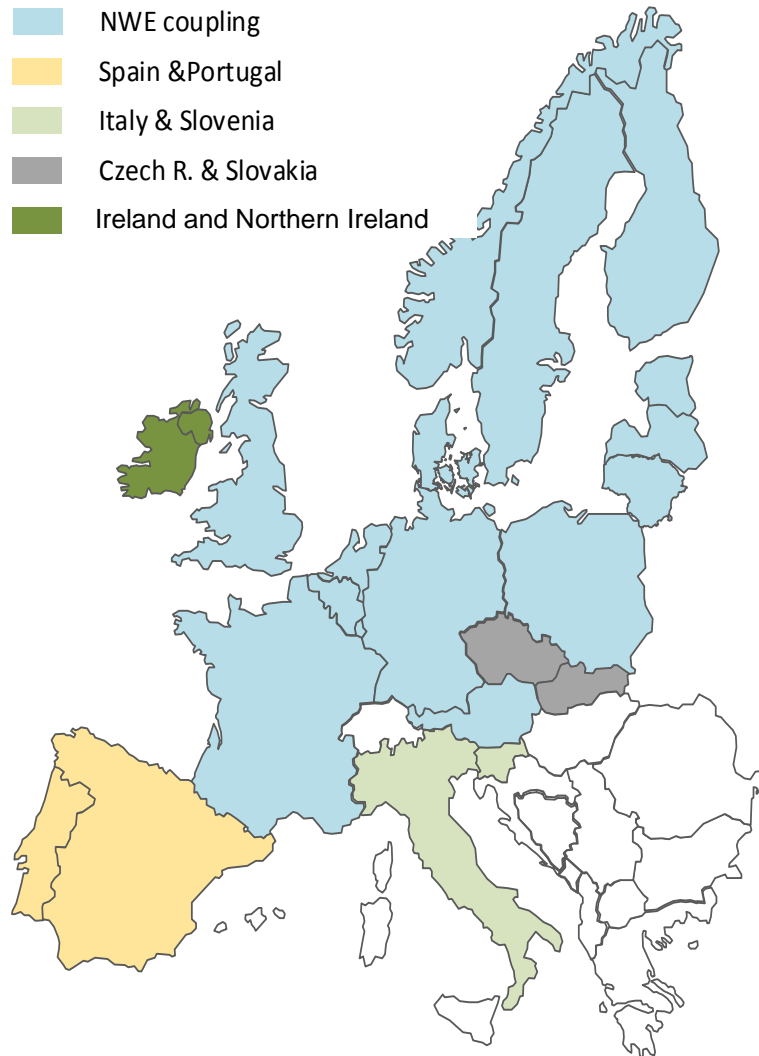 NWE coupling
Spain &Portugal
Italy & Slovenia
Czech R. & Slovakia
Ireland and Northern Ireland